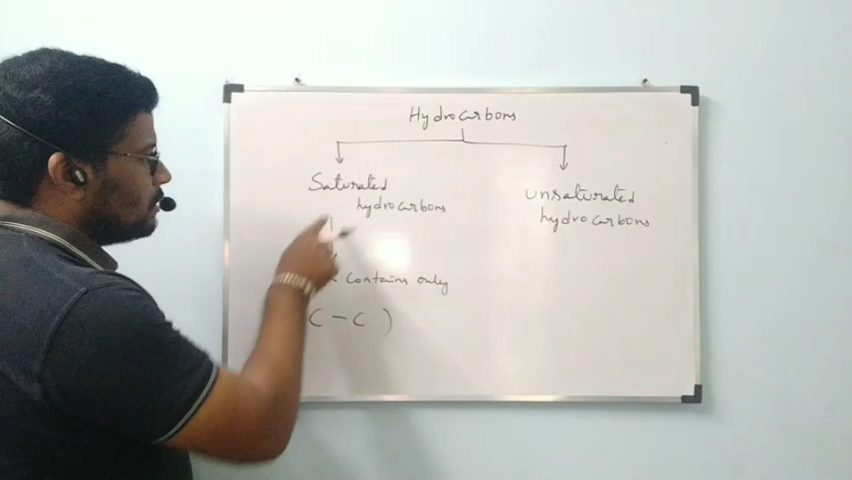 Hydrocarbons
Saturated
hydrocarbons
unsaturated
hydrocarbons
contains only
C - C )